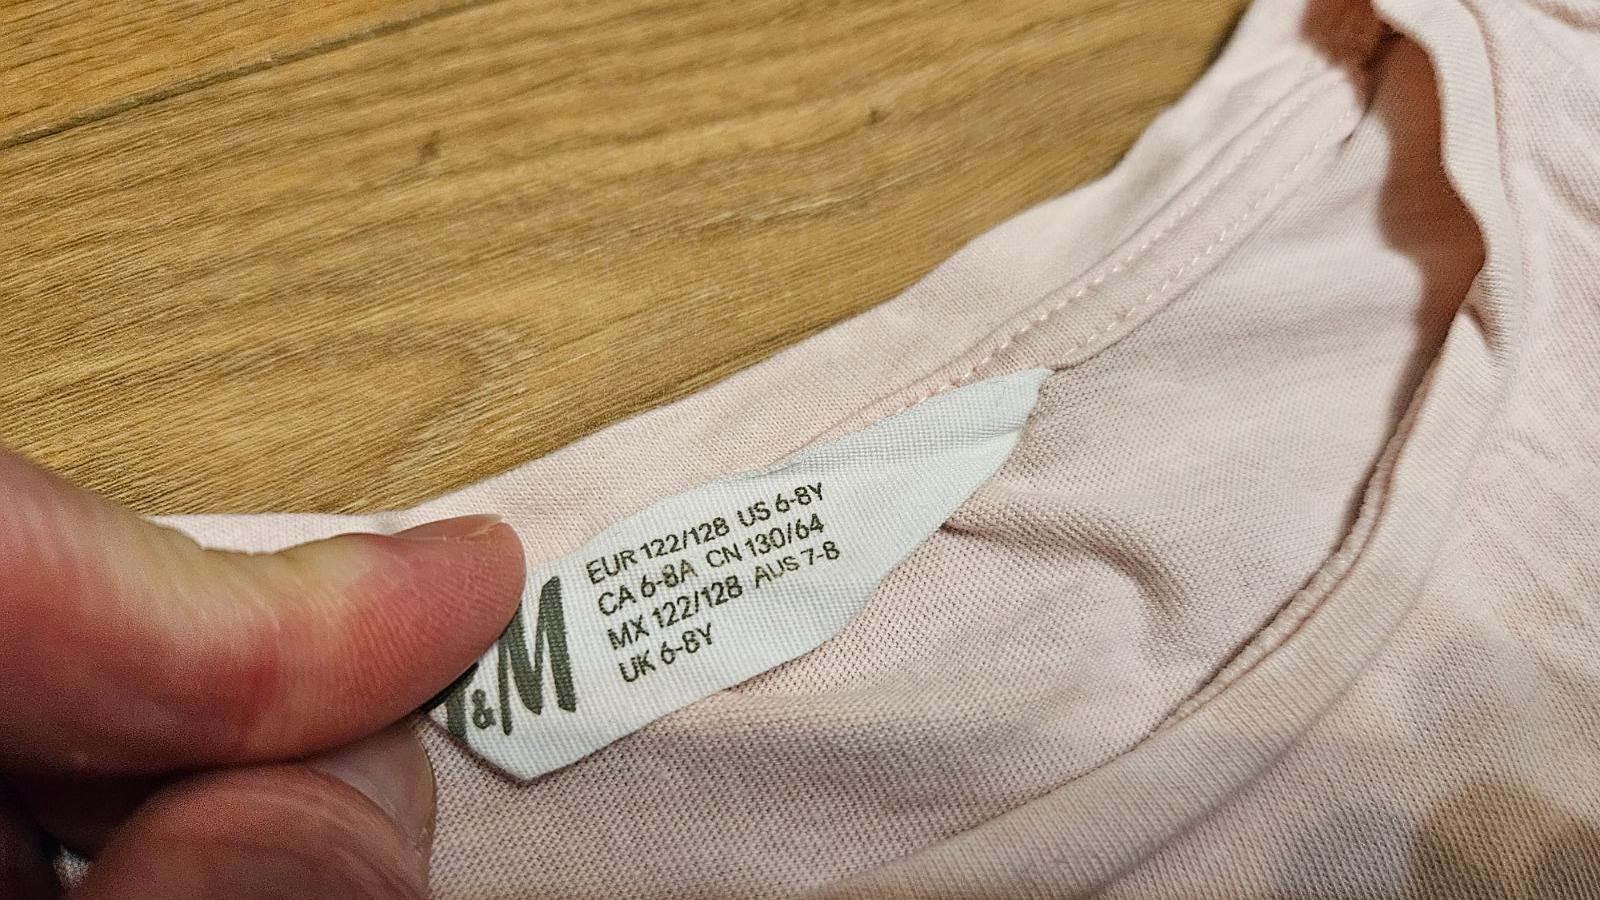 &M
EUR 122/128 US 6-8Y
CA 6-8A CN 130/64
MX 122/128 AUS 7-8
UK 6-8Y